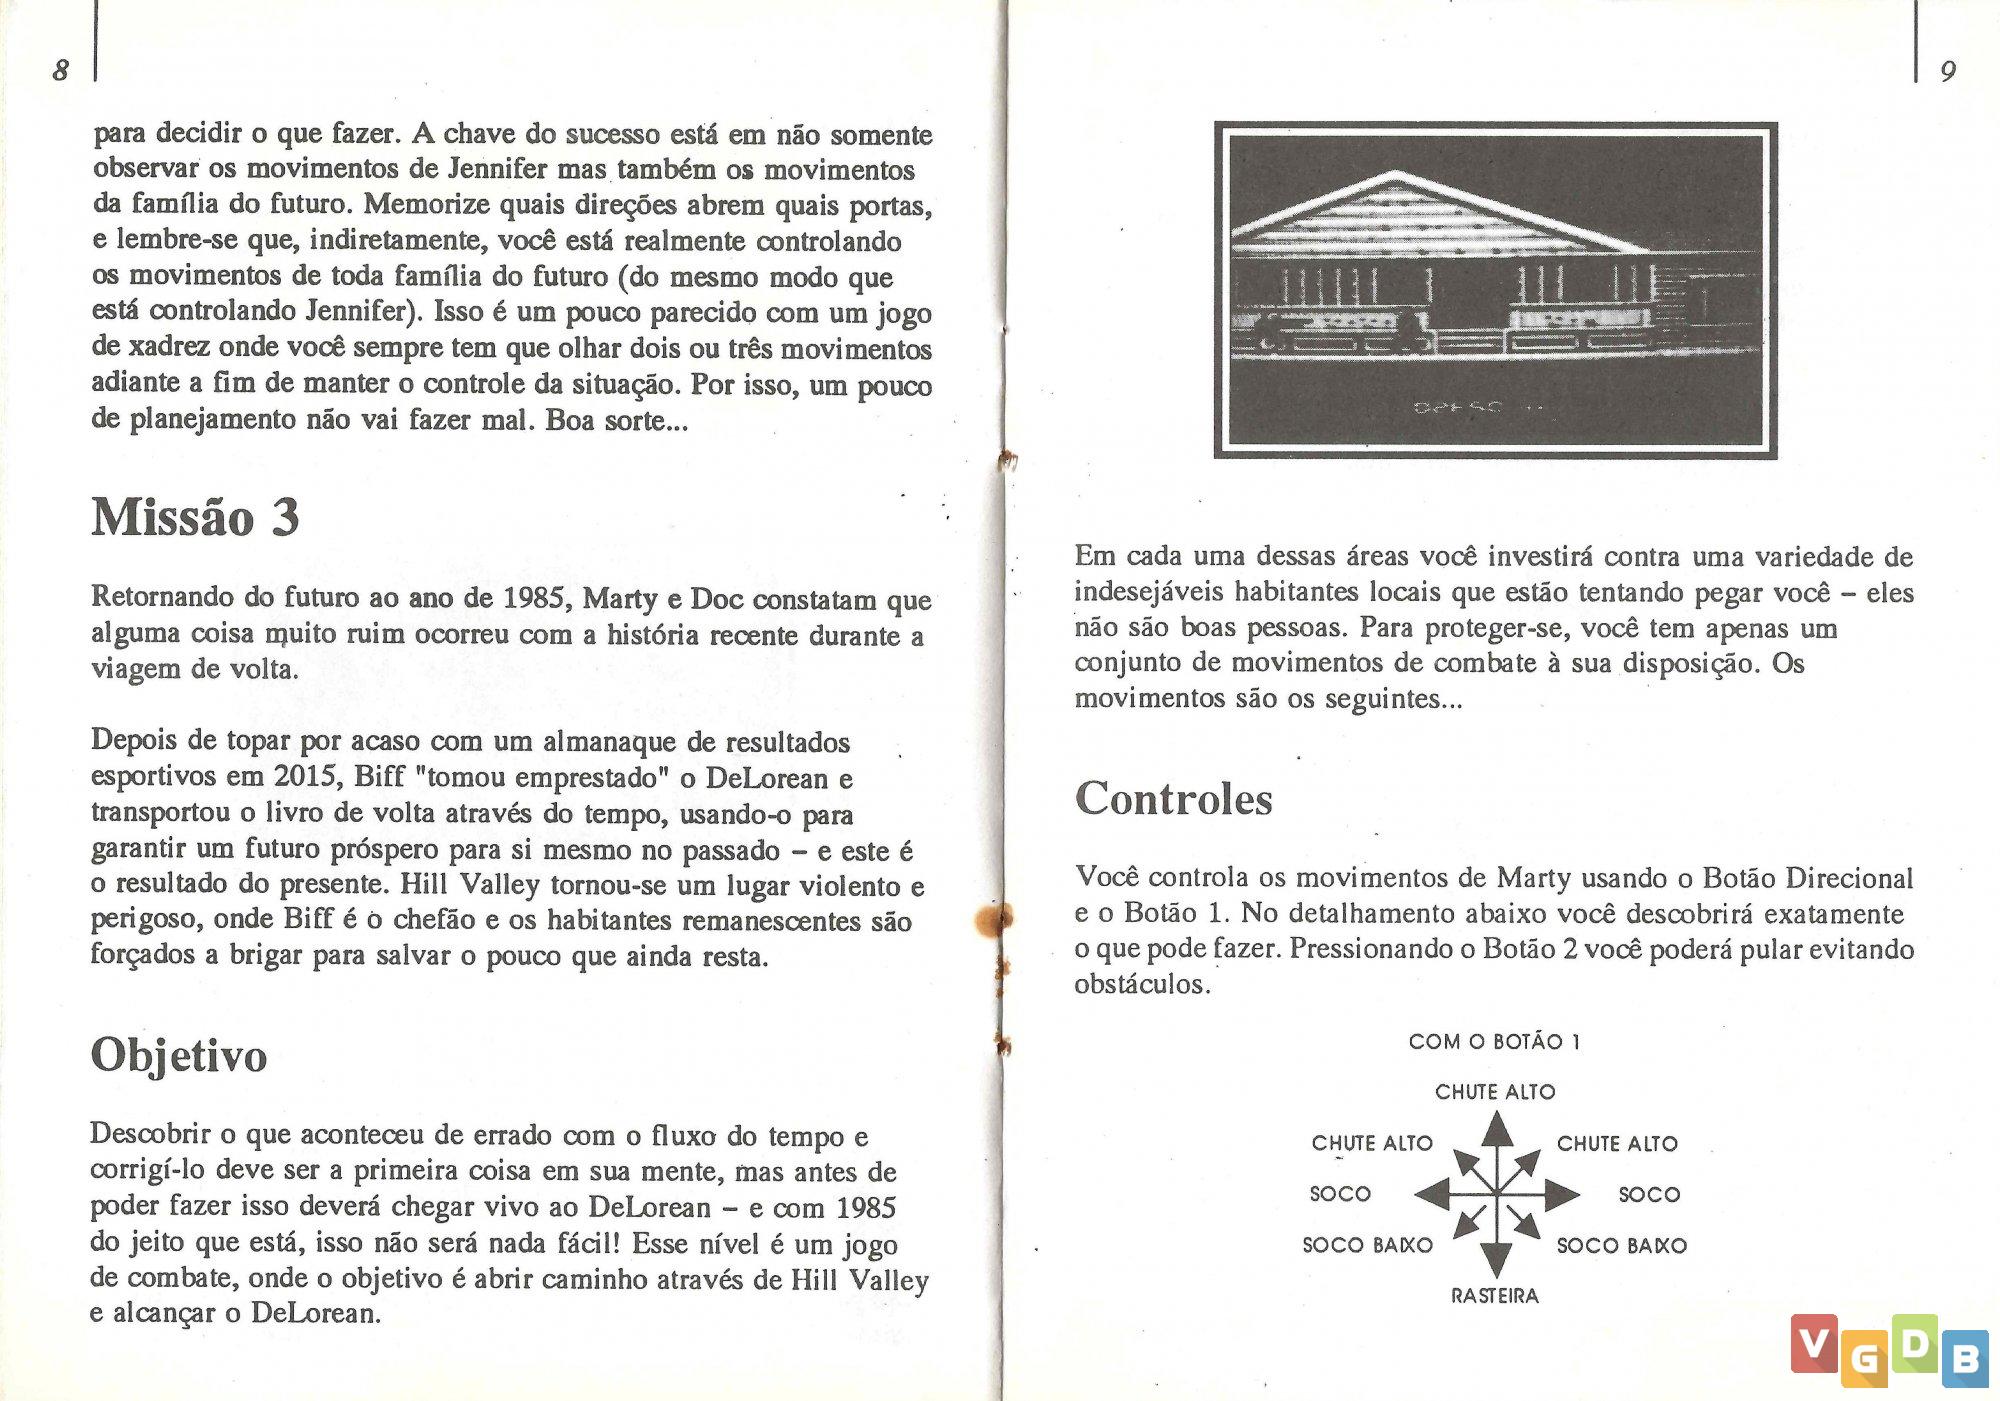 8
para decidir o que fazer. A chave do sucesso está em não somente
observar os movimentos de Jennifer mas também os movimentos
da família do futuro. Memorize quais direções abrem quais portas,
e lembre-se que, indiretamente, você está realmente controlando
os movimentos de toda família do futuro (do mesmo modo que
está controlando Jennifer). Isso é um pouco parecido com um jogo
de xadrez onde você sempre tem que olhar dois ou três movimentos
adiante a fim de manter o controle da situação. Por isso, um pouco
de planejamento não vai fazer mal. Boa sorte...
Missão 3
Retornando do futuro ao ano de 1985, Marty e Doc constatam que
alguma coisa muito ruim ocorreu com a história recente durante a
viagem de volta.
Depois de topar por acaso com um almanaque de resultados
esportivos em 2015, Biff "tomou emprestado" o DeLorean e
transportou o livro de volta através do tempo, usando-o para
garantir um futuro próspero para si mesmo no passado – e este é
o resultado do presente. Hill Valley tornou-se um lugar violento e
perigoso, onde Biff é o chefão e os habitantes remanescentes são
forçados a brigar para salvar o pouco que ainda resta.
Objetivo
Descobrir o que aconteceu de errado com o fluxo do tempo e
corrigí-lo deve ser a primeira coisa em sua mente, mas antes de
poder fazer isso deverá chegar vivo ao DeLorean – e com 1985
do jeito que está, isso não será nada fácil! Esse nível é um jogo
de combate, onde o objetivo é abrir caminho através de Hill Valley
e alcançar o DeLorean.
9
Em cada uma dessas áreas você investirá contra uma variedade de
indesejáveis habitantes locais que estão tentando pegar você – eles
não são boas pessoas. Para proteger-se, você tem apenas um
conjunto de movimentos de combate à sua disposição. Os
movimentos são os seguintes...
Controles
Você controla os movimentos de Marty usando o Botão Direcional
e o Botão 1. No detalhamento abaixo você descobrirá exatamente
o que pode fazer. Pressionando o Botão 2 você poderá pular evitando
obstáculos.
COM O BOTÃO 1
CHUTE ALTO
CHUTE ALTO CHUTE ALTO
SOCO SOCO
SOCO BAIXO SOCO BAIXO
RASTEIRA
VGDB